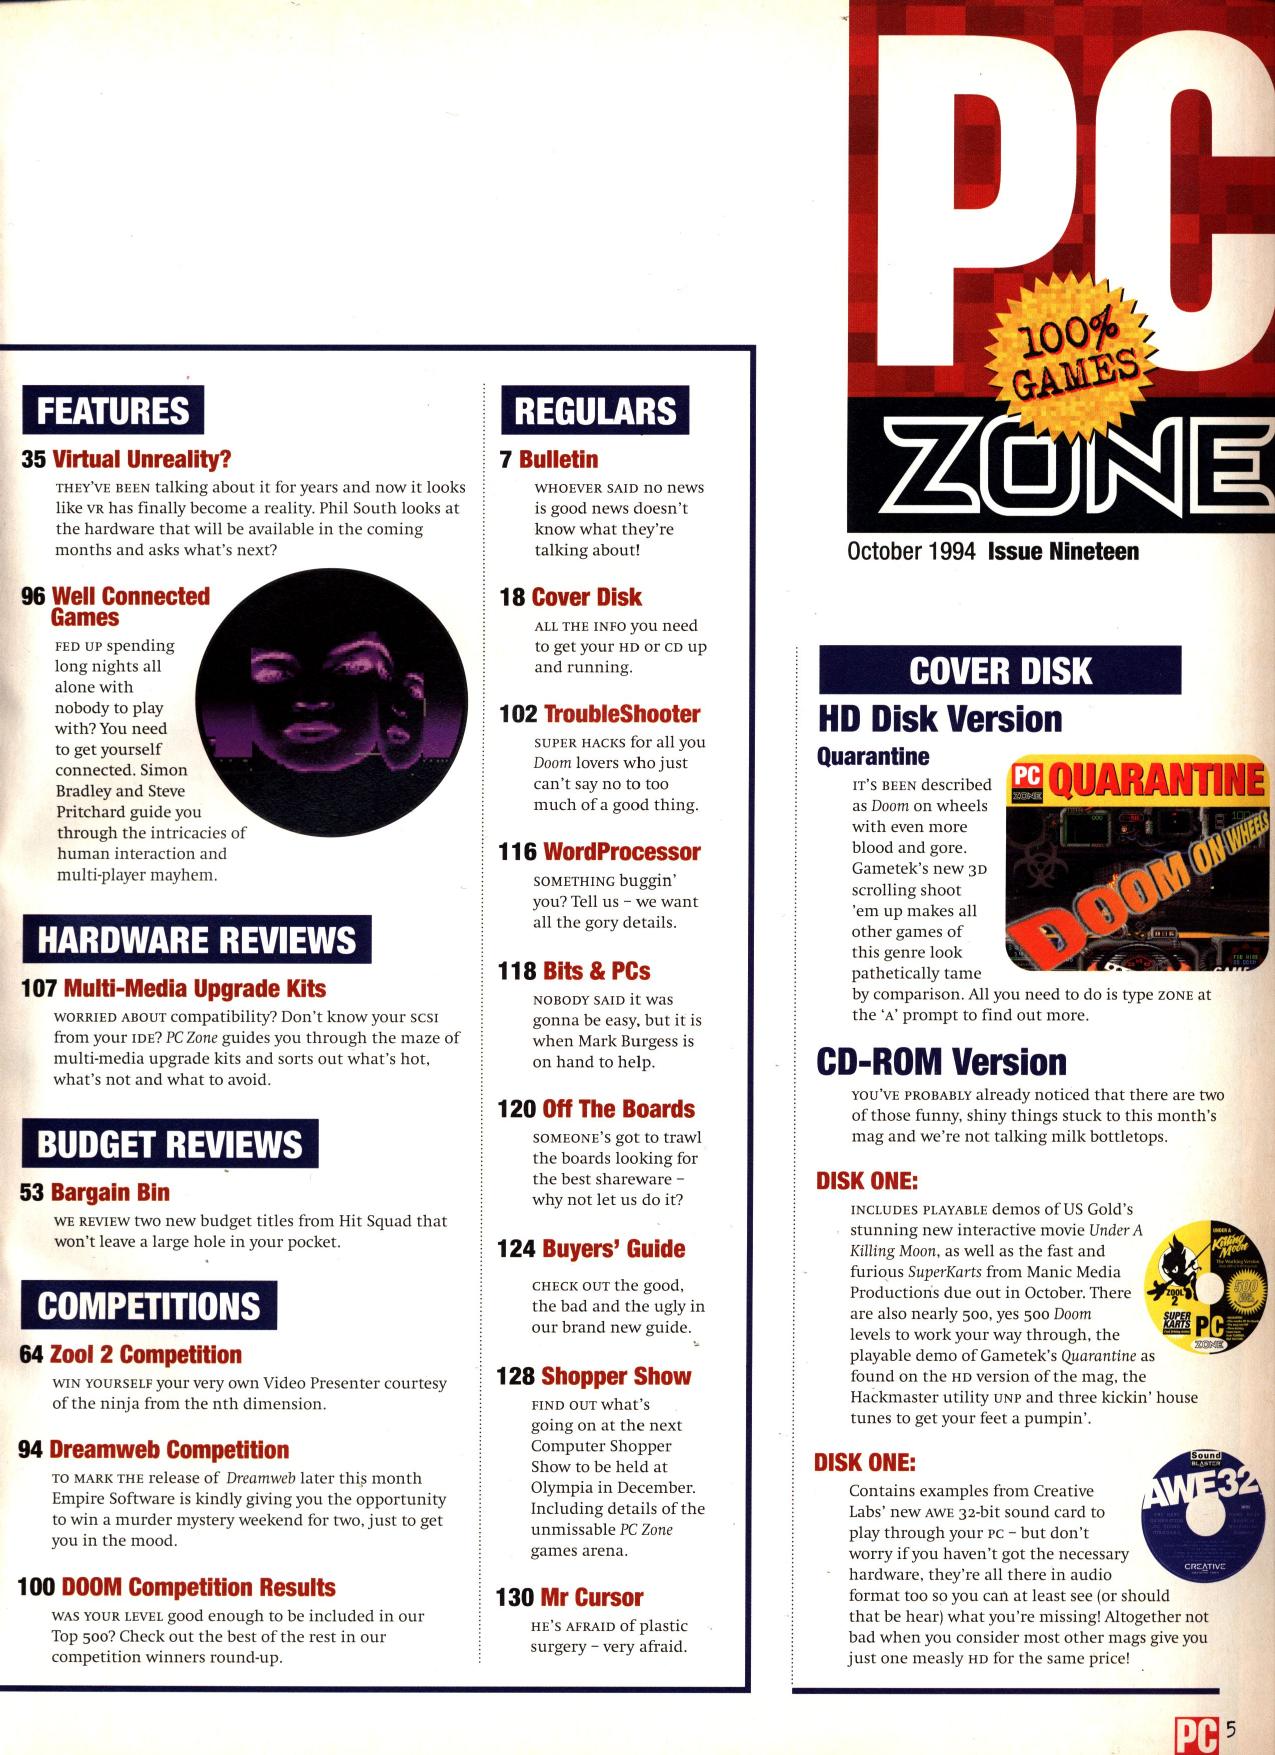 FEATURES
35 Virtual Unreality?
THEY'VE BEEN talking about it for years and now it looks
like VR has finally become a reality. Phil South looks at
the hardware that will be available in the coming
months and asks what's next?
96 Well Connected
Games
FED UP spending
long nights all
alone with
nobody to play
with? You need
to get yourself
connected. Simon
Bradley and Steve
Pritchard guide you
through the intricacies of
human interaction and
multi-player mayhem.
HARDWARE REVIEWS
107 Multi-Media Upgrade Kits
WORRIED ABOUT compatibility? Don't know your SCSI
from your IDE? PC Zone guides you through the maze of
multi-media upgrade kits and sorts out what's hot,
what's not and what to avoid.
BUDGET REVIEWS
53 Bargain Bin
WE REVIEW two new budget titles from Hit Squad that
won't leave a large hole in your pocket.
COMPETITIONS
64 Zool 2 Competition
WIN YOURSELF your very own Video Presenter courtesy
of the ninja from the nth dimension.
94 Dreamweb Competition
TO MARK THE release of Dreamweb later this month
Empire Software is kindly giving you the opportunity
to win a murder mystery weekend for two, just to get
you in the mood.
100 DOOM Competition Results
WAS YOUR LEVEL good enough to be included in our
Top 500? Check out the best of the rest in our
competition winners round-up.
REGULARS
7 Bulletin
WHOEVER SAID no news
is good news doesn't
know what they're
talking about!
18 Cover Disk
ALL THE INFO you need
to get your HD or CD up
and running.
102 TroubleShooter
SUPER HACKS for all you
Doom lovers who just
can't say no to too
much of a good thing.
116 WordProcessor
SOMETHING buggin'
you? Tell us – we want
all the gory details.
118 Bits & PCs
NOBODY SAID it was
gonna be easy, but it is
when Mark Burgess is
on hand to help.
120 Off The Boards
SOMEONE's got to trawl
the boards looking for
the best shareware –
why not let us do it?
124 Buyers' Guide
CHECK OUT the good,
the bad and the ugly in
our brand new guide.
128 Shopper Show
FIND OUT what's
going on at the next
Computer Shopper
Show to be held at
Olympia in December.
Including details of the
unmissable PC Zone
games arena.
130 Mr Cursor
HE'S AFRAID of plastic
surgery – very afraid.
PC
100%
GAMES
ZONE
October 1994 Issue Nineteen
COVER DISK
HD Disk Version
Quarantine
IT'S BEEN described
as Doom on wheels
with even more
blood and gore.
Gametek's new 3D
scrolling shoot
'em up makes all
other games of
this genre look
pathetically tame
by comparison. All you need to do is type ZONE at
the 'A' prompt to find out more.
PC
ZONE
QUARANTINE
DOOM ON WHEELS
CD-ROM Version
YOU'VE PROBABLY already noticed that there are two
of those funny, shiny things stuck to this month's
mag and we're not talking milk bottletops.
DISK ONE:
INCLUDES PLAYABLE demos of US Gold's
stunning new interactive movie Under A
Killing Moon, as well as the fast and
furious SuperKarts from Manic Media
Productions due out in October. There
are also nearly 500, yes 500 Doom
levels to work your way through, the
playable demo of Gametek's Quarantine as
found on the HD version of the mag, the
Hackmaster utility UNP and three kickin' house
tunes to get your feet a pumpin'.
UNDER A
Killing
Moon
ZOOL
2
500
SUPER
KARTS
PC
ZONE
DISK ONE:
Contains examples from Creative
Labs' new AWE 32-bit sound card to
play through your PC – but don't
worry if you haven't got the necessary
hardware, they're all there in audio
format too so you can at least see (or should
that be hear) what you're missing! Altogether not
bad when you consider most other mags give you
just one measly HD for the same price!
Sound
BLASTER
AWE32
CREATIVE
PC 5